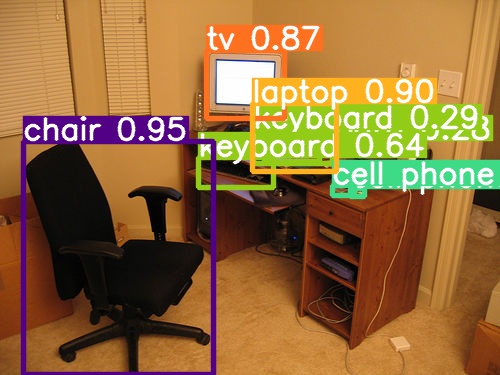 tv 0.87
laptop 0.90
keyboard 0.29
chair 0.95
keyboard 0.64
cell phone